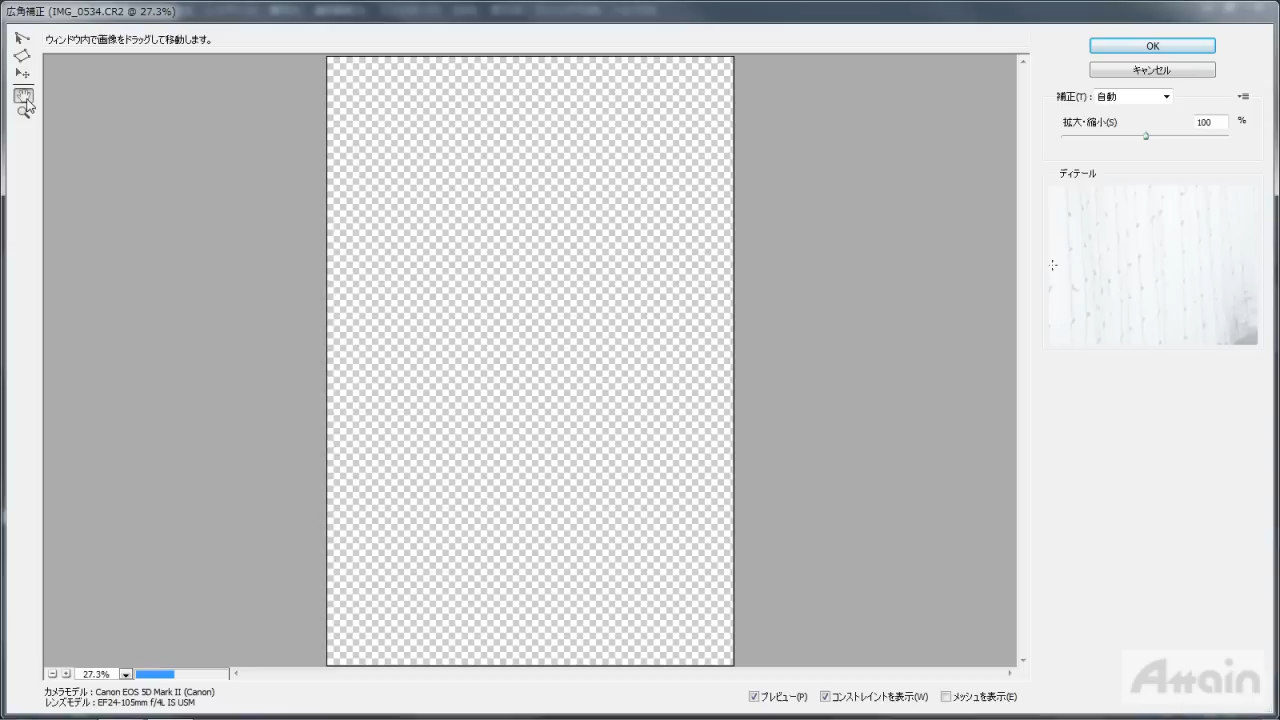 広角補正 (IMG_0534.CR2 @ 27.3%)
ウィンドウ内で画像をドラッグして移動します。
OK
キャンセル
補正(T): 自動
拡大・縮小(S) 100 %
ディテール
27.3%
カメラモデル : Canon EOS 5D Mark II (Canon)
レンズモデル : EF24-105mm f/4L IS USM
プレビュー(P) コンストレイントを表示(W) メッシュを表示(E)
Attain